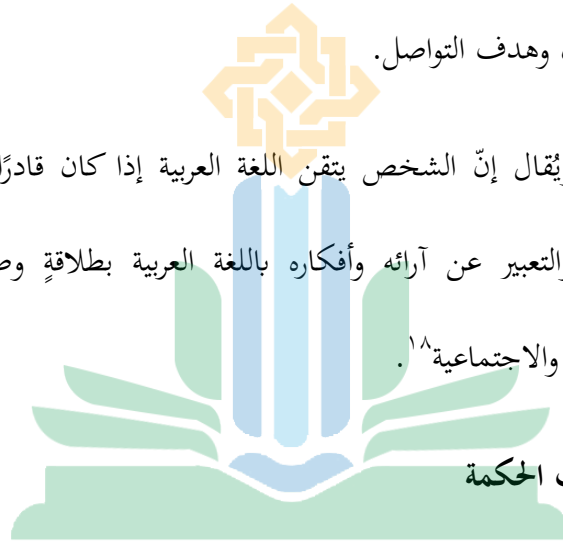 وهدف التواصل.
يُقال إنّ الشخص يتقن اللغة العربية إذا كان قادرًا
والتعبير عن آرائه وأفكاره باللغة العربية بطلاقةٍ
والاجتماعية١٨.
الحكمة